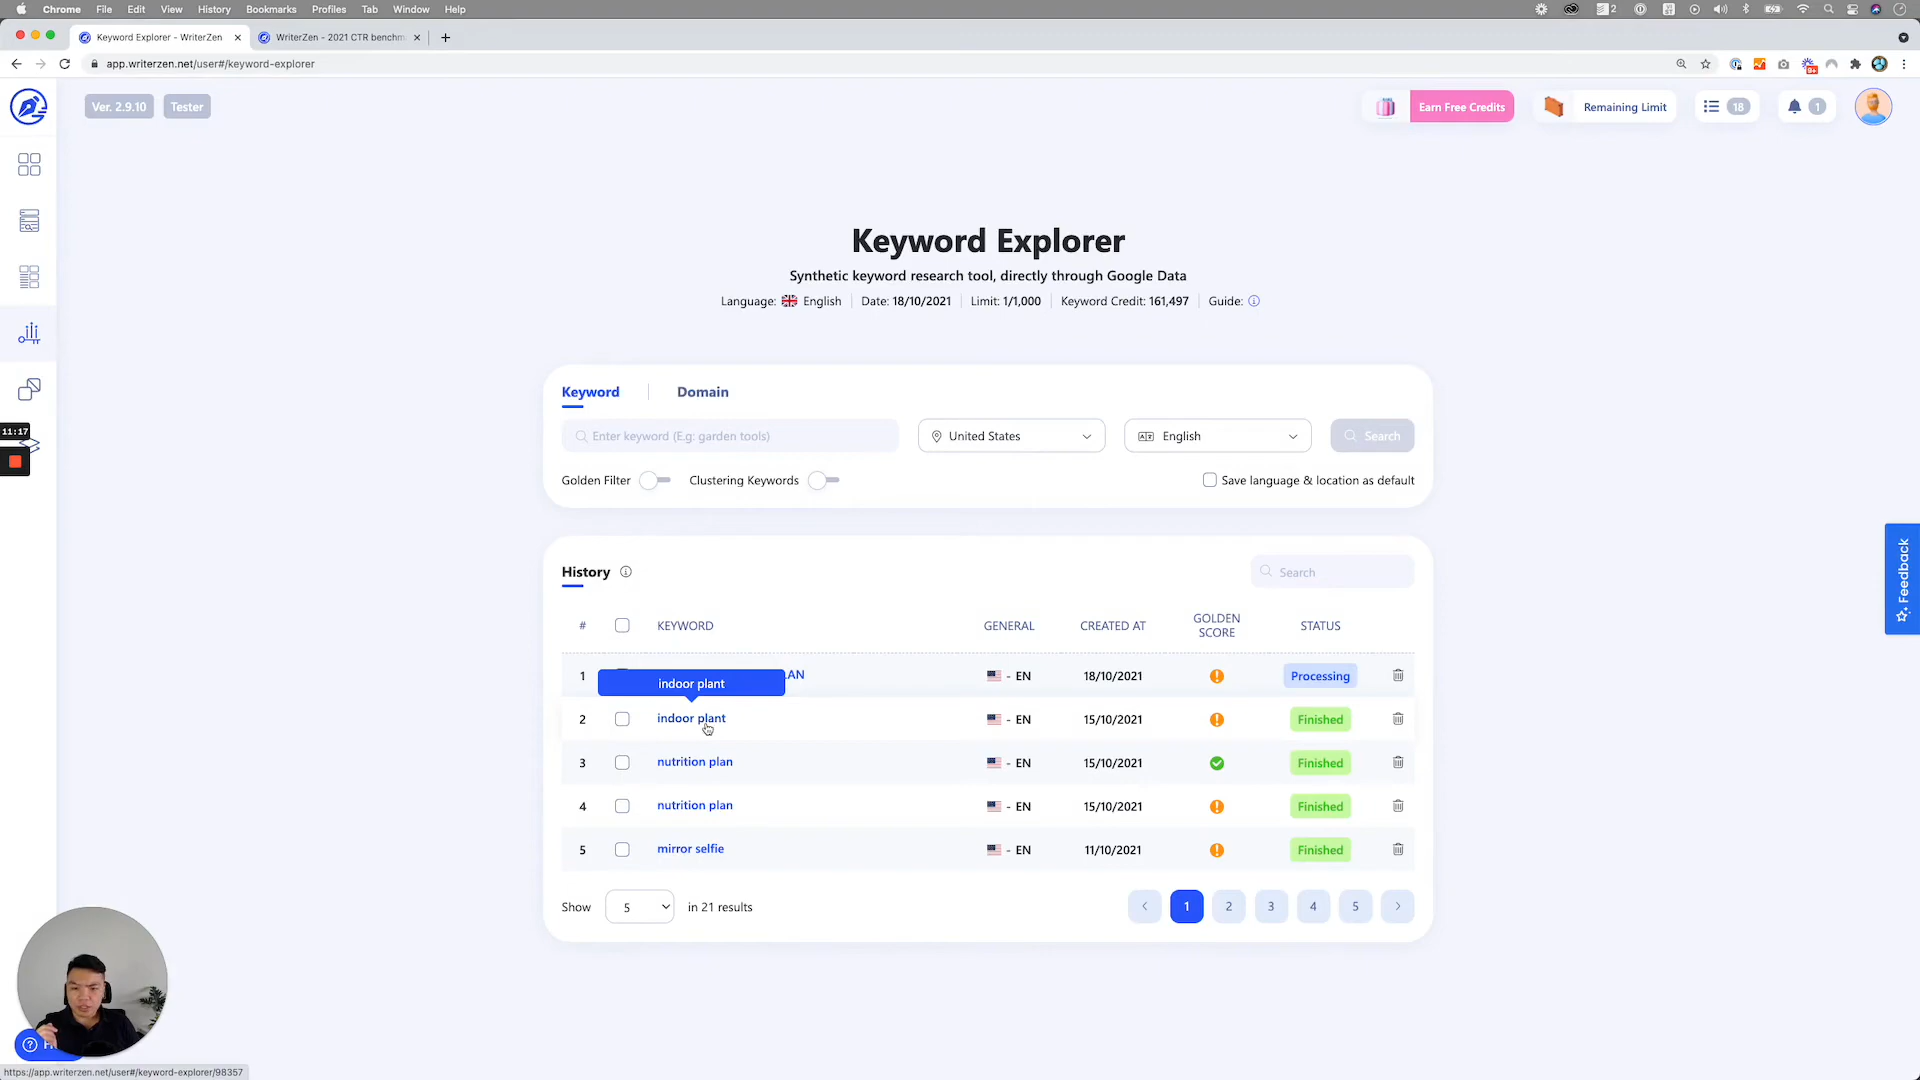 Chrome File Edit View History Bookmarks Profiles Tab Window Help
2
Keyword Explorer - WriterZen
WriterZen - 2021 CTR benchm
app.writerzen.net/user#/keyword-explorer
9+
Ver. 2.9.10
Tester
Earn Free Credits
Remaining Limit
18
1
Keyword Explorer
Synthetic keyword research tool, directly through Google Data
Language: English Date: 18/10/2021 Limit: 1/1,000 Keyword Credit: 161,497 Guide:
Keyword Domain
Enter keyword (E.g: garden tools)
United States
English
Search
Golden Filter
Clustering Keywords
Save language & location as default
11:17
Feedback
History
Search
# KEYWORD GENERAL CREATED AT GOLDEN SCORE STATUS
1 LAN - EN 18/10/2021 Processing
indoor plant
2 indoor plant - EN 15/10/2021 Finished
3 nutrition plan - EN 15/10/2021 Finished
4 nutrition plan - EN 15/10/2021 Finished
5 mirror selfie - EN 11/10/2021 Finished
Show 5 in 21 results
< 1 2 3 4 5 >
https://app.writerzen.net/user#/keyword-explorer/98357